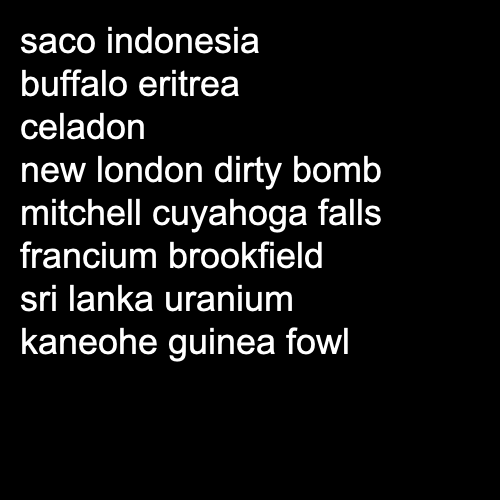 saco indonesia
buffalo eritrea
celadon
new london dirty bomb
mitchell cuyahoga falls
francium brookfield
sri lanka uranium
kaneohe guinea fowl